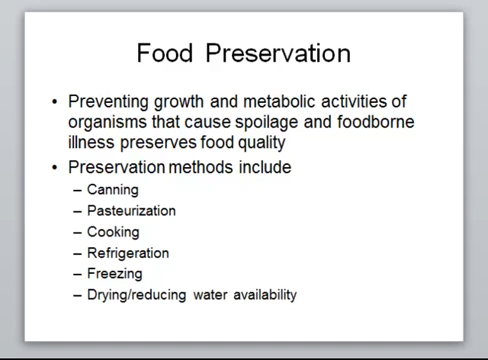 Food Preservation
• Preventing growth and metabolic activities of
organisms that cause spoilage and foodborne
illness preserves food quality
• Preservation methods include
– Canning
– Pasteurization
– Cooking
– Refrigeration
– Freezing
– Drying/reducing water availability